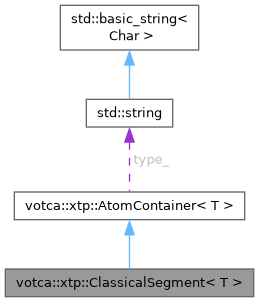 std::basic_string<
Char >
std::string
type_
votca::xtp::AtomContainer< T >
votca::xtp::ClassicalSegment< T >